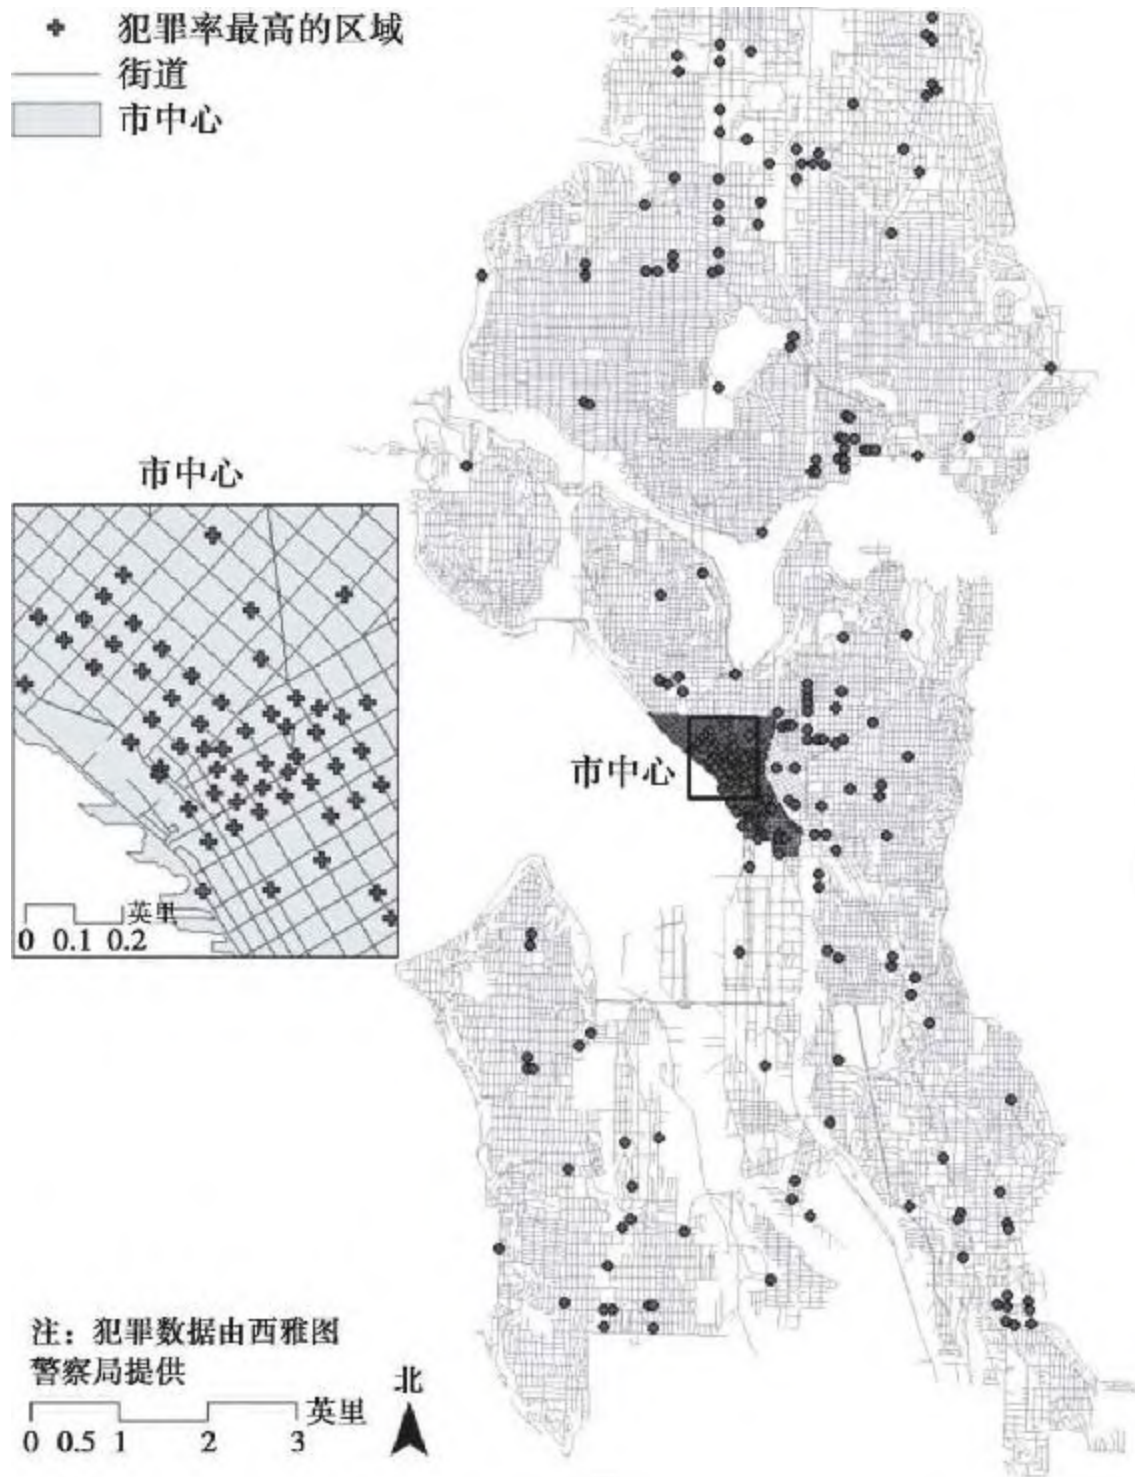 犯罪率最高的区域
街道
市中心
市中心
英里
0 0.1 0.2
市中心
注：犯罪数据由西雅图
警察局提供
英里
0 0.5 1 2 3
北